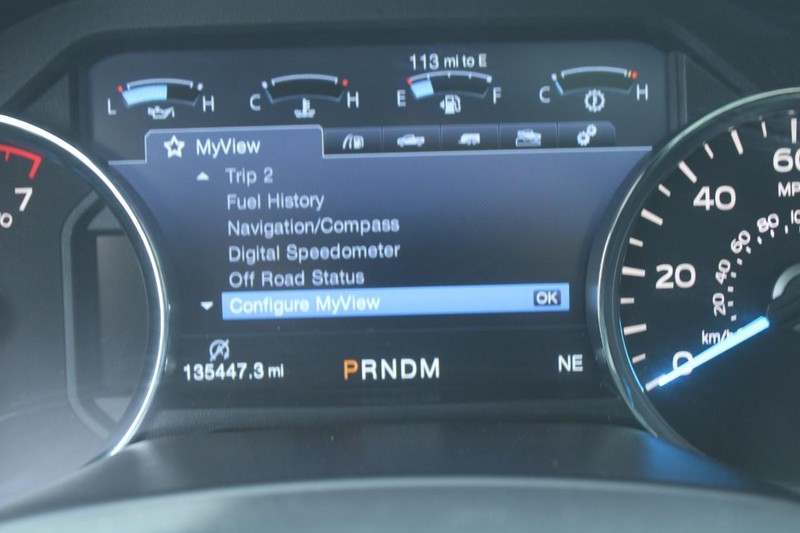 113 mi to E
L H C H E F C H
MyView
Trip 2
Fuel History
Navigation/Compass
Digital Speedometer
Off Road Status
Configure MyView OK
135447.3 mi PRNDM NE
7
0 20 40 60
MP
km/h 20 40 60 80